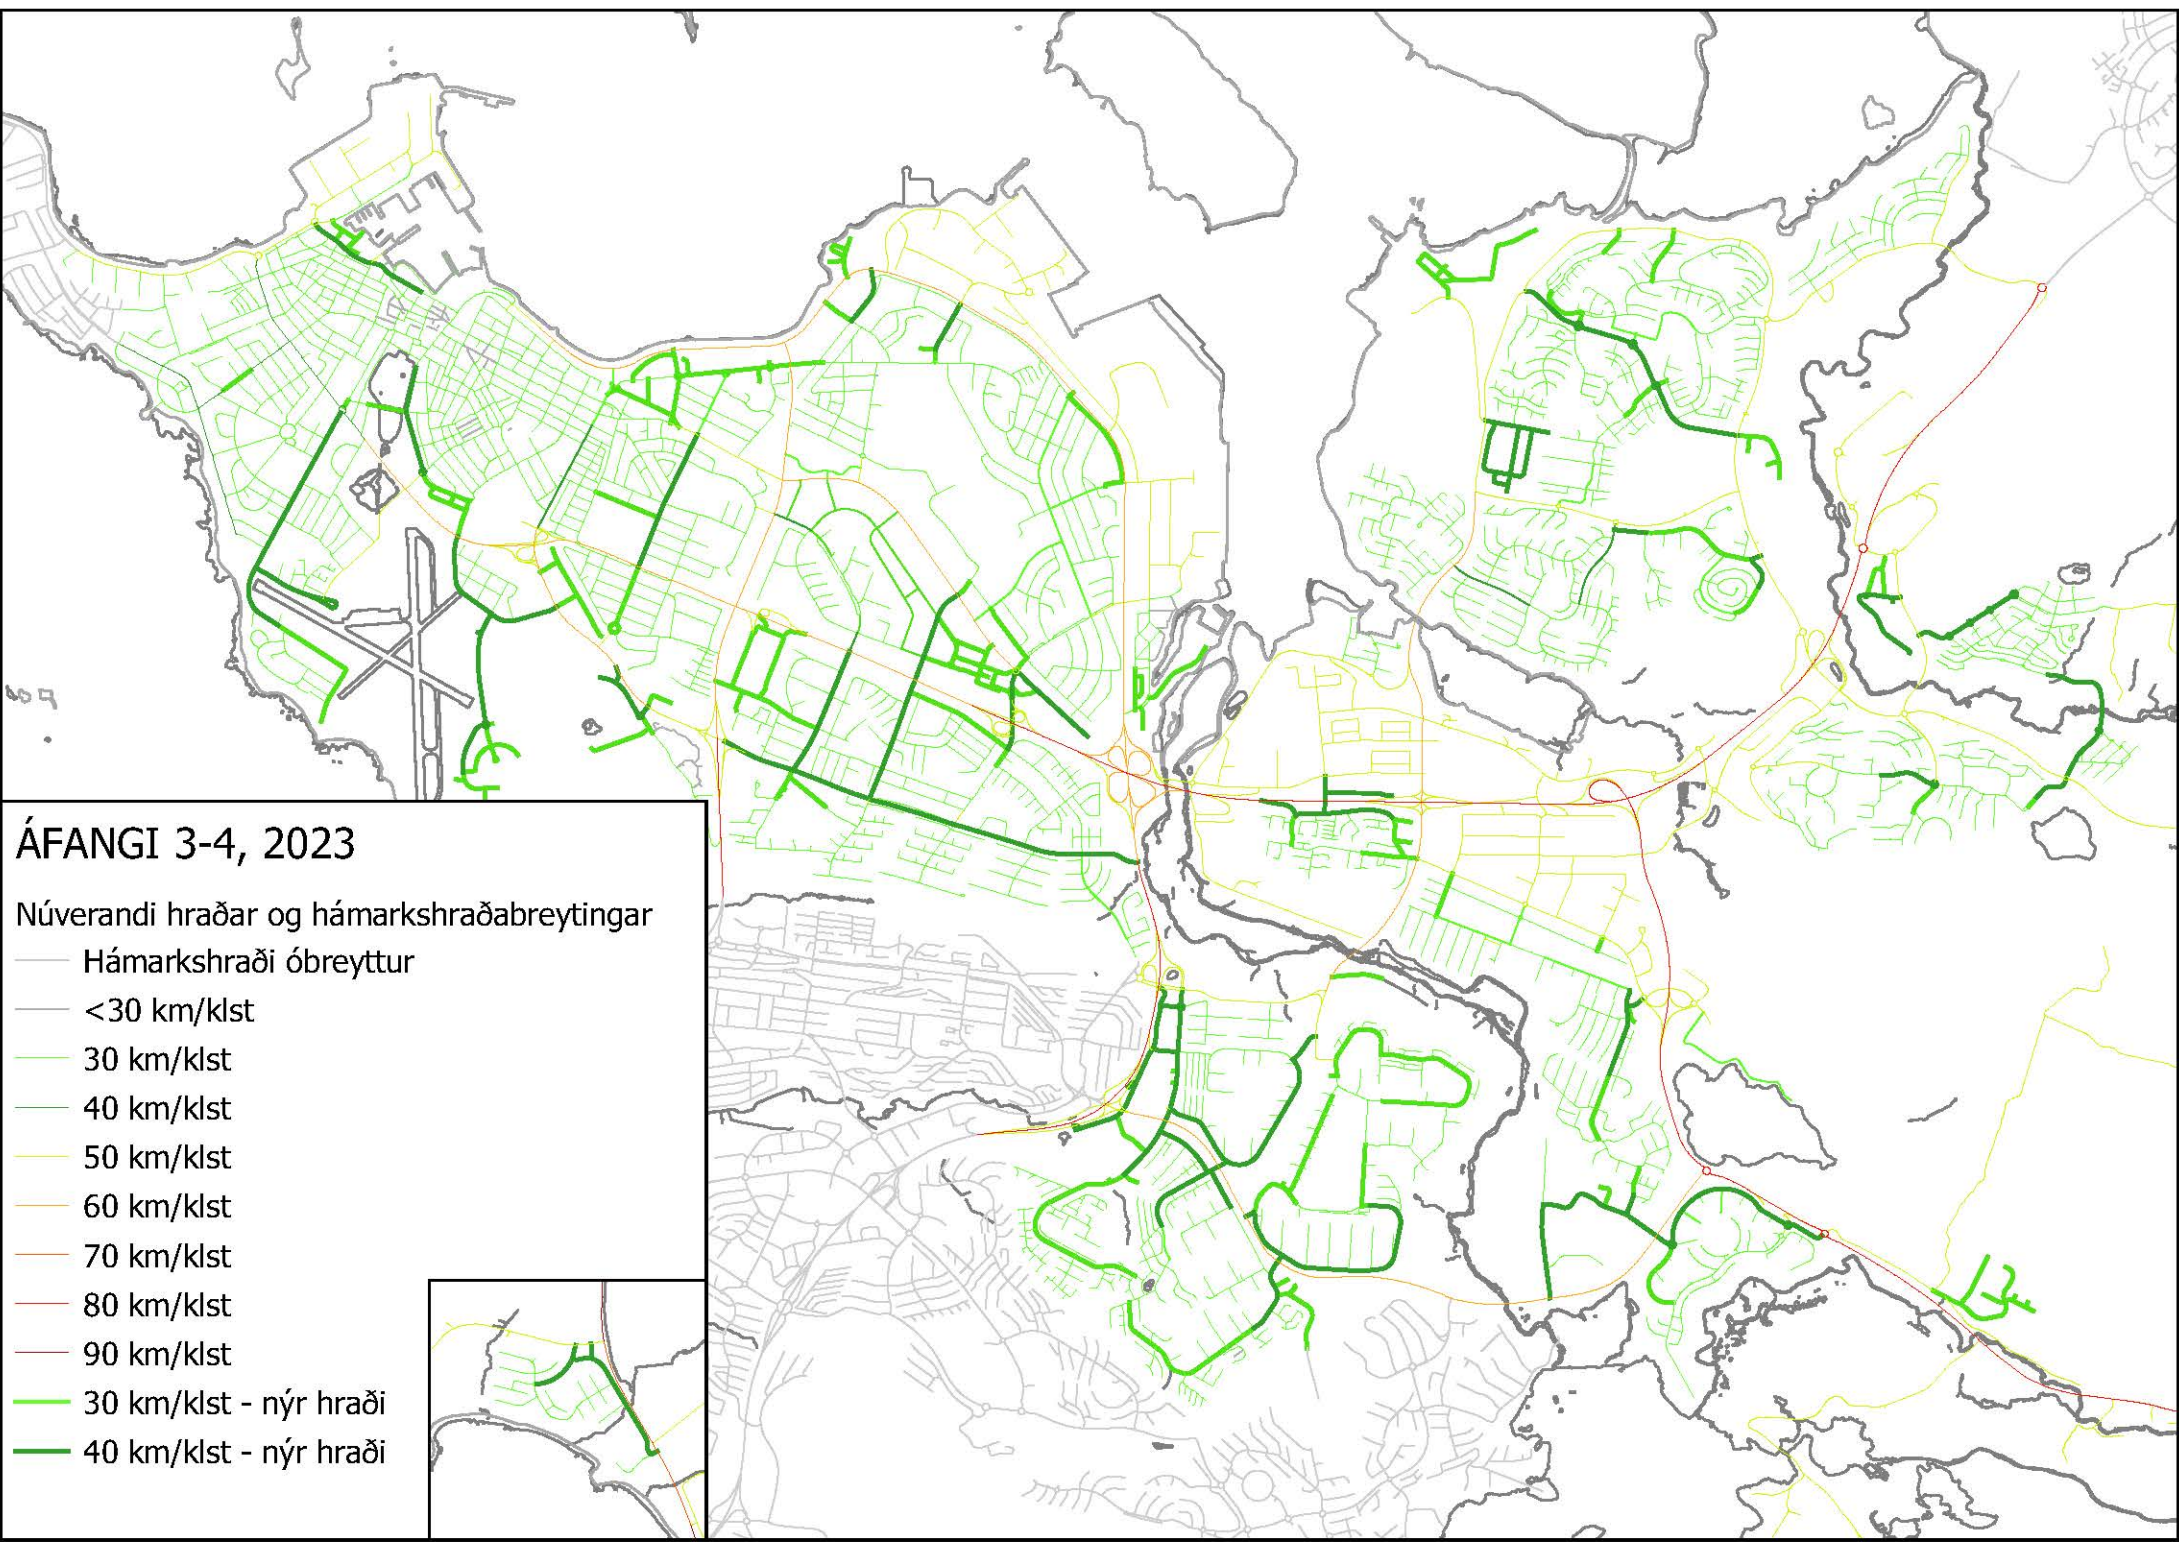 ÁFANGI 3-4, 2023
Núverandi hraðar og hámarkshraðabreytingar
Hámarkshraði óbreyttur
<30 km/klst
30 km/klst
40 km/klst
50 km/klst
60 km/klst
70 km/klst
80 km/klst
90 km/klst
30 km/klst - nýr hraði
40 km/klst - nýr hraði